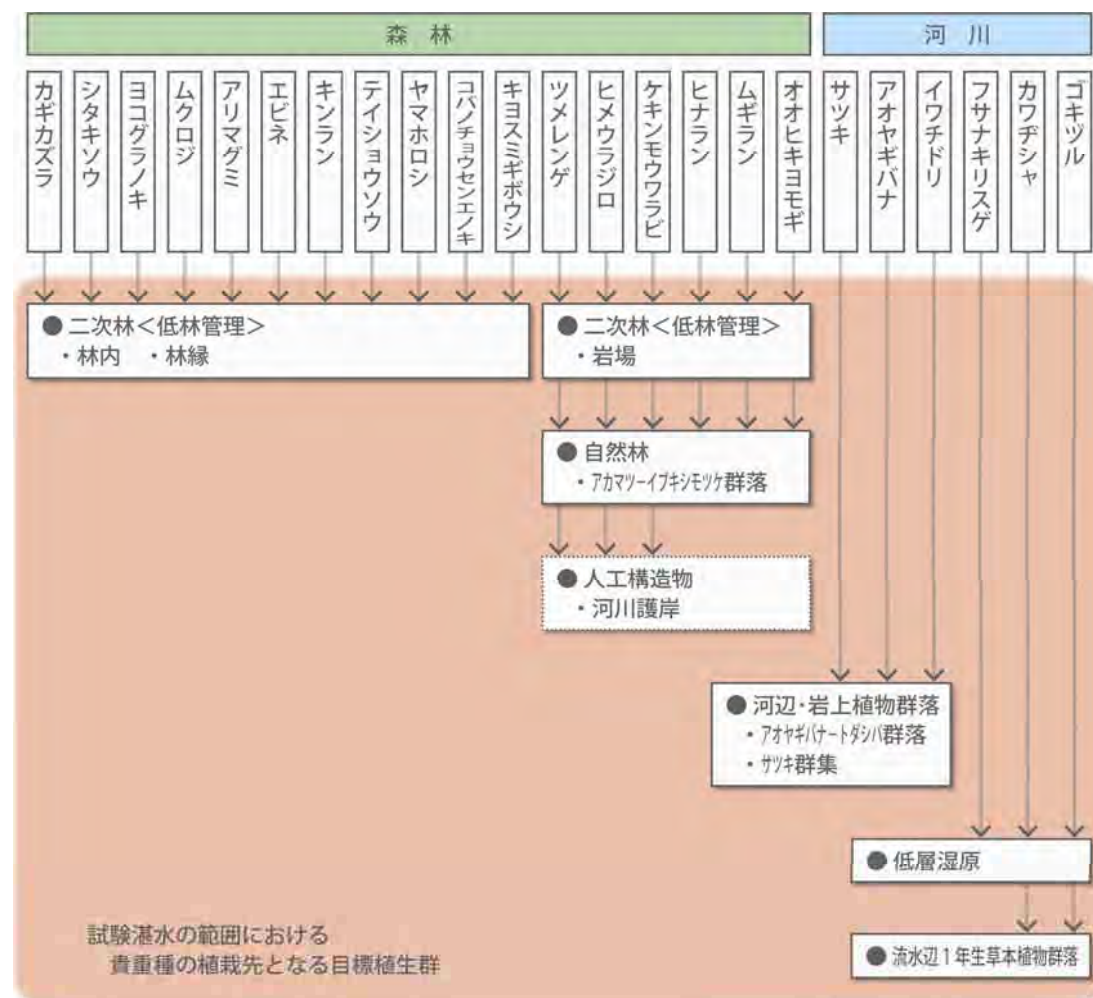 森 林
河 川
カギカズラ
シタキソウ
ヨコグラノキ
ムクロジ
アリマグミ
エビネ
キンラン
テイショウソウ
ヤマホロシ
コバノチョウセンエノキ
キヨスミギボウシ
ツメレンゲ
ヒメウラジロ
ケキンモウワラビ
ヒナラン
ムギラン
オオヒキヨモギ
サツキ
アオヤギバナ
イワチドリ
フサナキリスゲ
カワヂシャ
ゴキヅル
●二次林＜低林管理＞
・林内 ・林縁
●二次林＜低林管理＞
・岩場
●自然林
・アカマツーイブキシモツケ群落
●人工構造物
・河川護岸
●河辺・岩上植物群落
・アオヤギバナートダシバ群落
・サツキ群集
●低層湿原
●流水辺1年生草本植物群落
試験湛水の範囲における
貴重種の植栽先となる目標植生群